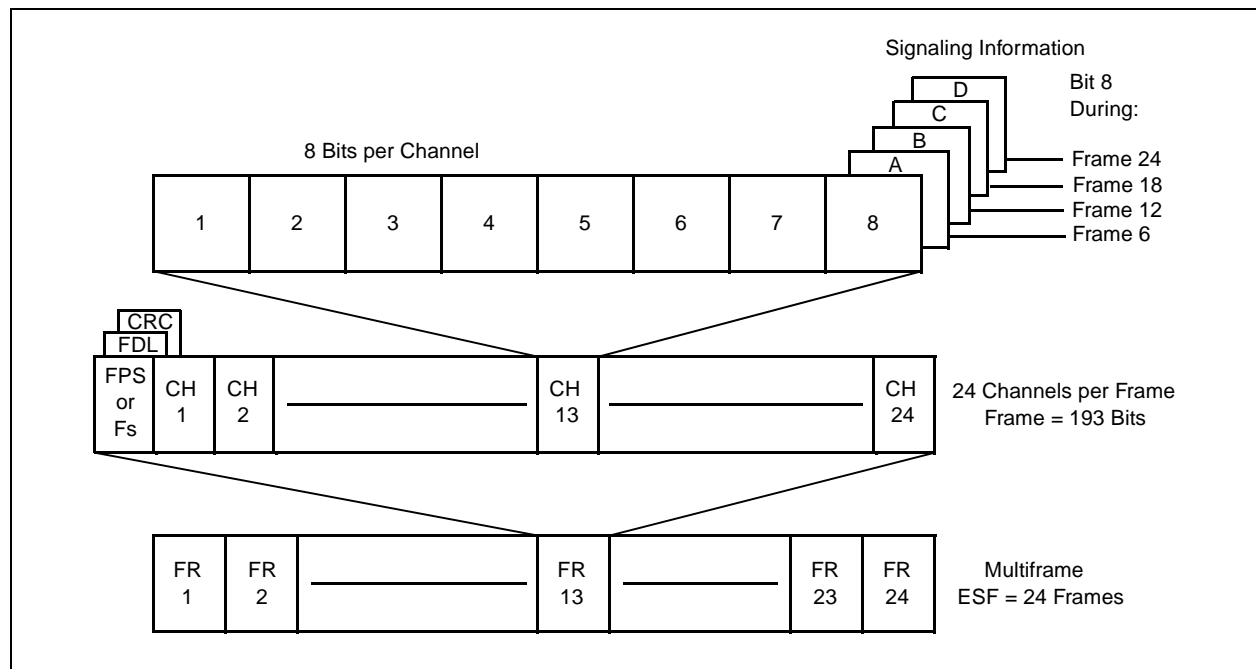 Signaling Information
Bit 8
During:
D
C
B
A
8 Bits per Channel
Frame 24
Frame 18
Frame 12
Frame 6
1 2 3 4 5 6 7 8
CRC
FDL
FPS
or
Fs
CH
1
CH
2
CH
13
CH
24
24 Channels per Frame
Frame = 193 Bits
FR
1
FR
2
FR
13
FR
23
FR
24
Multiframe
ESF = 24 Frames